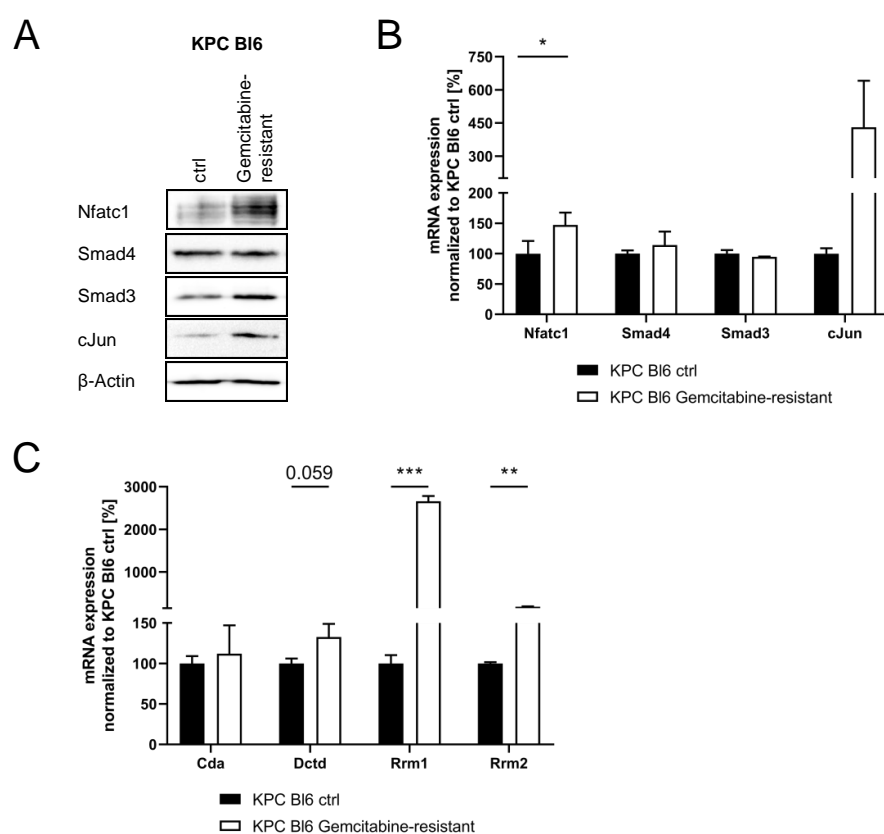 A
KPC Bl6
ctrl
Gemcitabine-
resistant
Nfatc1
Smad4
Smad3
cJun
β-Actin
B
mRNA expression
normalized to KPC Bl6 ctrl [%]
750
600
450
300
200
150
100
50
0
*
Nfatc1
Smad4
Smad3
cJun
KPC Bl6 ctrl
KPC Bl6 Gemcitabine-resistant
C
mRNA expression
normalized to KPC Bl6 ctrl [%]
3000
2000
1000
150
100
50
0
0.059
***
**
Cda
Dctd
Rrm1
Rrm2
KPC Bl6 ctrl
KPC Bl6 Gemcitabine-resistant